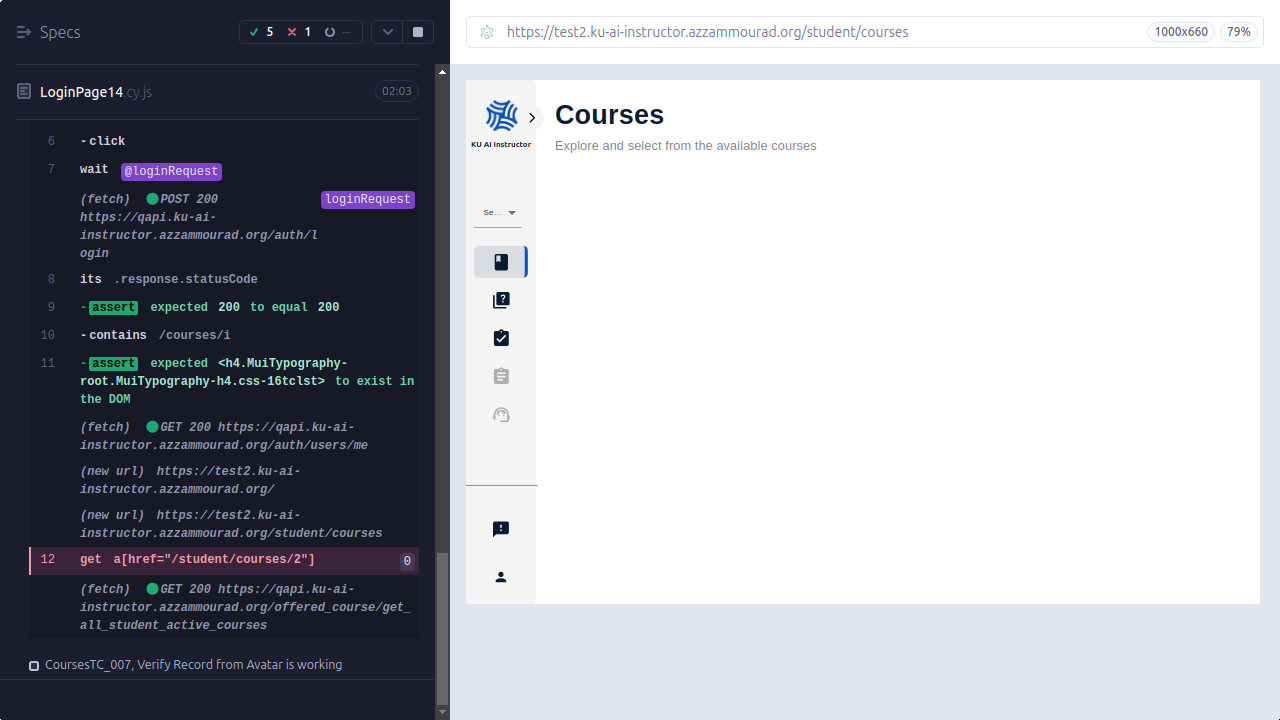 Specs
5
1
--
LoginPage14.cy.js
02:03
6 -click
7 wait @loginRequest
(fetch) POST 200 loginRequest
https://qapi.ku-ai-
instructor.azzammourad.org/auth/l
ogin
8 its .response.statusCode
9 -assert expected 200 to equal 200
10 -contains /courses/i
11 -assert expected <h4.MuiTypography-
root.MuiTypography-h4.css-16tclst> to exist in
the DOM
(fetch) GET 200 https://qapi.ku-ai-
instructor.azzammourad.org/auth/users/me
(new url) https://test2.ku-ai-
instructor.azzammourad.org/
(new url) https://test2.ku-ai-
instructor.azzammourad.org/student/courses
12 get a[href="/student/courses/2"] 0
(fetch) GET 200 https://qapi.ku-ai-
instructor.azzammourad.org/offered_course/get_
all_student_active_courses
CoursesTC_007, Verify Record from Avatar is working
https://test2.ku-ai-instructor.azzammourad.org/student/courses
1000x660
79%
KU AI Instructor
Courses
Explore and select from the available courses
Se...